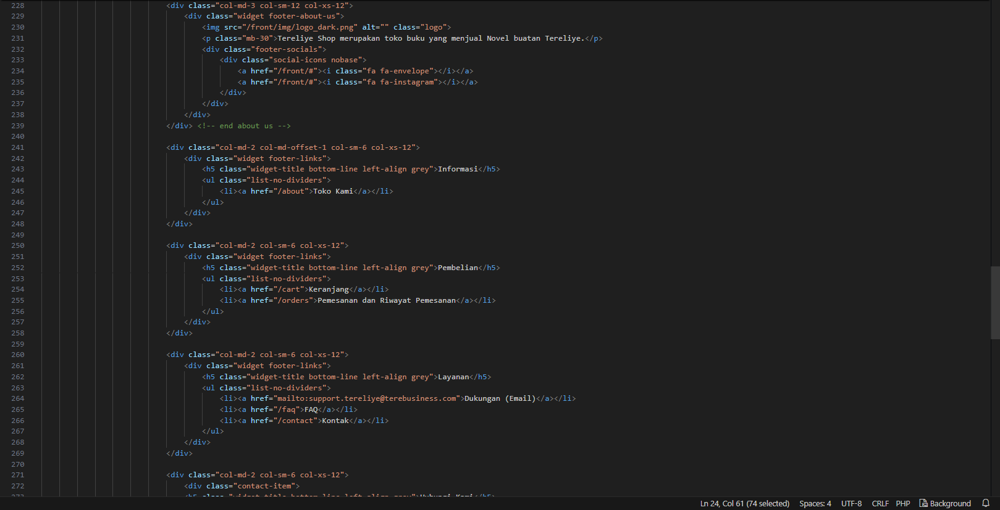 228 <div class="col-md-3 col-sm-12 col-xs-12">
229 <div class="widget footer-about-us">
230 <img src="/front/img/logo_dark.png" alt="" class="logo">
231 <p class="mb-30">Tereliye Shop merupakan toko buku yang menjual Novel buatan Tereliye.</p>
232 <div class="footer-socials">
233 <div class="social-icons nobase">
234 <a href="/front/#"><i class="fa fa-envelope"></i></a>
235 <a href="/front/#"><i class="fa fa-instagram"></i></a>
236 </div>
237 </div>
238 </div>
239 </div> <!-- end about us -->
240
241 <div class="col-md-2 col-md-offset-1 col-sm-6 col-xs-12">
242 <div class="widget footer-links">
243 <h5 class="widget-title bottom-line left-align grey">Informasi</h5>
244 <ul class="list-no-dividers">
245 <li><a href="/about">Toko Kami</a></li>
246 </ul>
247 </div>
248 </div>
249
250 <div class="col-md-2 col-sm-6 col-xs-12">
251 <div class="widget footer-links">
252 <h5 class="widget-title bottom-line left-align grey">Pembelian</h5>
253 <ul class="list-no-dividers">
254 <li><a href="/cart">Keranjang</a></li>
255 <li><a href="/orders">Pemesanan dan Riwayat Pemesanan</a></li>
256 </ul>
257 </div>
258 </div>
259
260 <div class="col-md-2 col-sm-6 col-xs-12">
261 <div class="widget footer-links">
262 <h5 class="widget-title bottom-line left-align grey">Layanan</h5>
263 <ul class="list-no-dividers">
264 <li><a href="mailto:support.tereliye@terebusiness.com">Dukungan (Email)</a></li>
265 <li><a href="/faq">FAQ</a></li>
266 <li><a href="/contact">Kontak</a></li>
267 </ul>
268 </div>
269 </div>
270
271 <div class="col-md-2 col-sm-6 col-xs-12">
272 <div class="contact-item">
273 <h5 class="widget-title bottom-line left-align grey">Hubungi Kami</h5>
Ln 24, Col 61 (74 selected) Spaces: 4 UTF-8 CRLF PHP Background